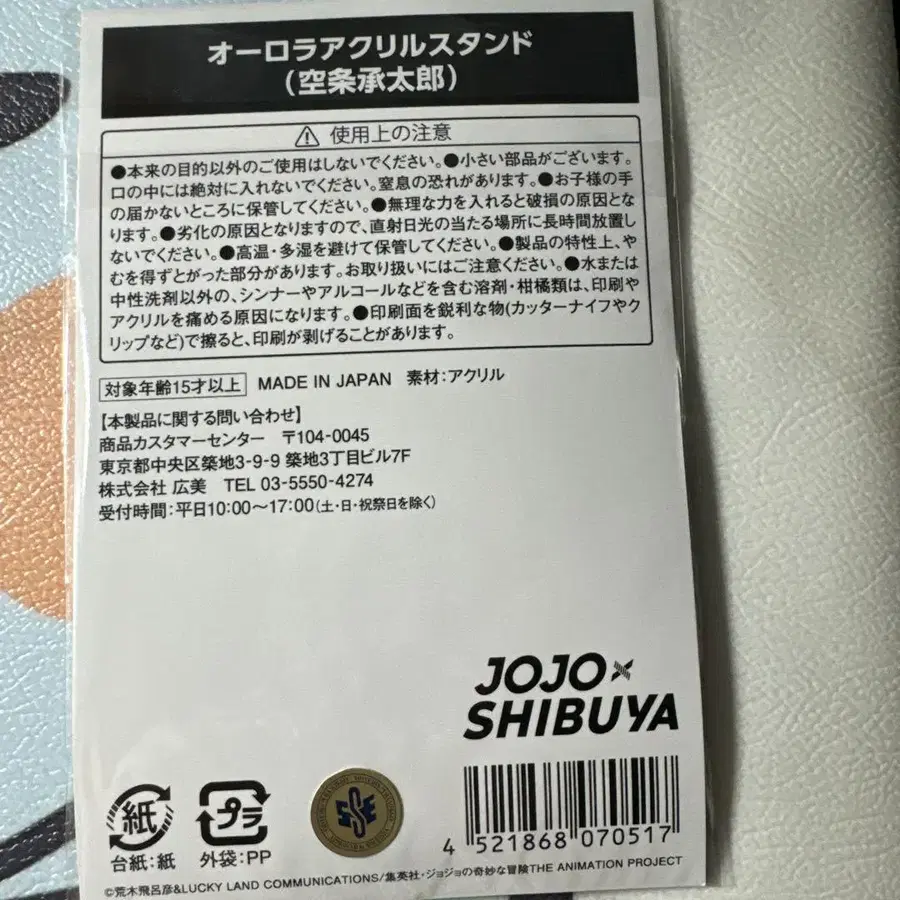 オーロラアクリルスタンド
(空条承太郎)
⚠ 使用上の注意
●本来の目的以外のご使用はしないでください。●小さい部品がございます。
口の中には絶対に入れないでください。窒息の恐れがあります。●お子様の手
の届かないところに保管してください。●無理な力を入れると破損の原因とな
ります。●劣化の原因となりますので、直射日光の当たる場所に長時間放置し
ないでください。●高温・多湿を避けて保管してください。●製品の特性上、や
むを得ずとがった部分があります。お取り扱いにはご注意ください。●水または
中性洗剤以外の、シンナーやアルコールなどを含む溶剤・柑橘類は、印刷や
アクリルを痛める原因になります。●印刷面を鋭利な物(カッターナイフやク
リップなど)で擦ると、印刷が剥げることがあります。
対象年齢15才以上 MADE IN JAPAN 素材:アクリル
【本製品に関する問い合わせ】
商品カスタマーセンター 〒104-0045
東京都中央区築地3-9-9 築地3丁目ビル7F
株式会社 広美 TEL 03-5550-4274
受付時間:平日10:00〜17:00(土・日・祝祭日を除く)
JOJO×
SHIBUYA
紙
台紙:紙
プラ
外袋:PP
4 521868 070517
©荒木飛呂彦&LUCKY LAND COMMUNICATIONS/集英社・ジョジョの奇妙な冒険THE ANIMATION PROJECT